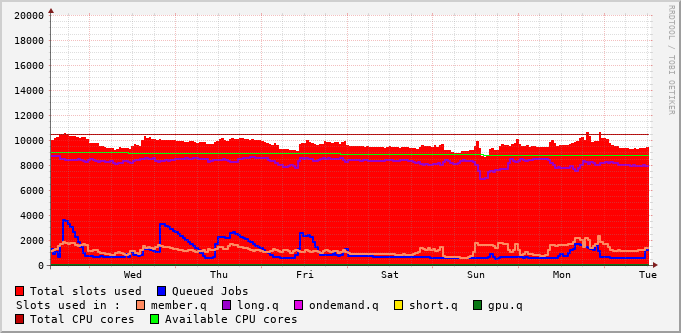 20000
18000
16000
14000
12000
10000
8000
6000
4000
2000
0
Wed Thu Fri Sat Sun Mon Tue
Total slots used Queued Jobs
Slots used in : member.q long.q ondemand.q short.q gpu.q
Total CPU cores Available CPU cores
RRDTOOL / TOBI OETIKER